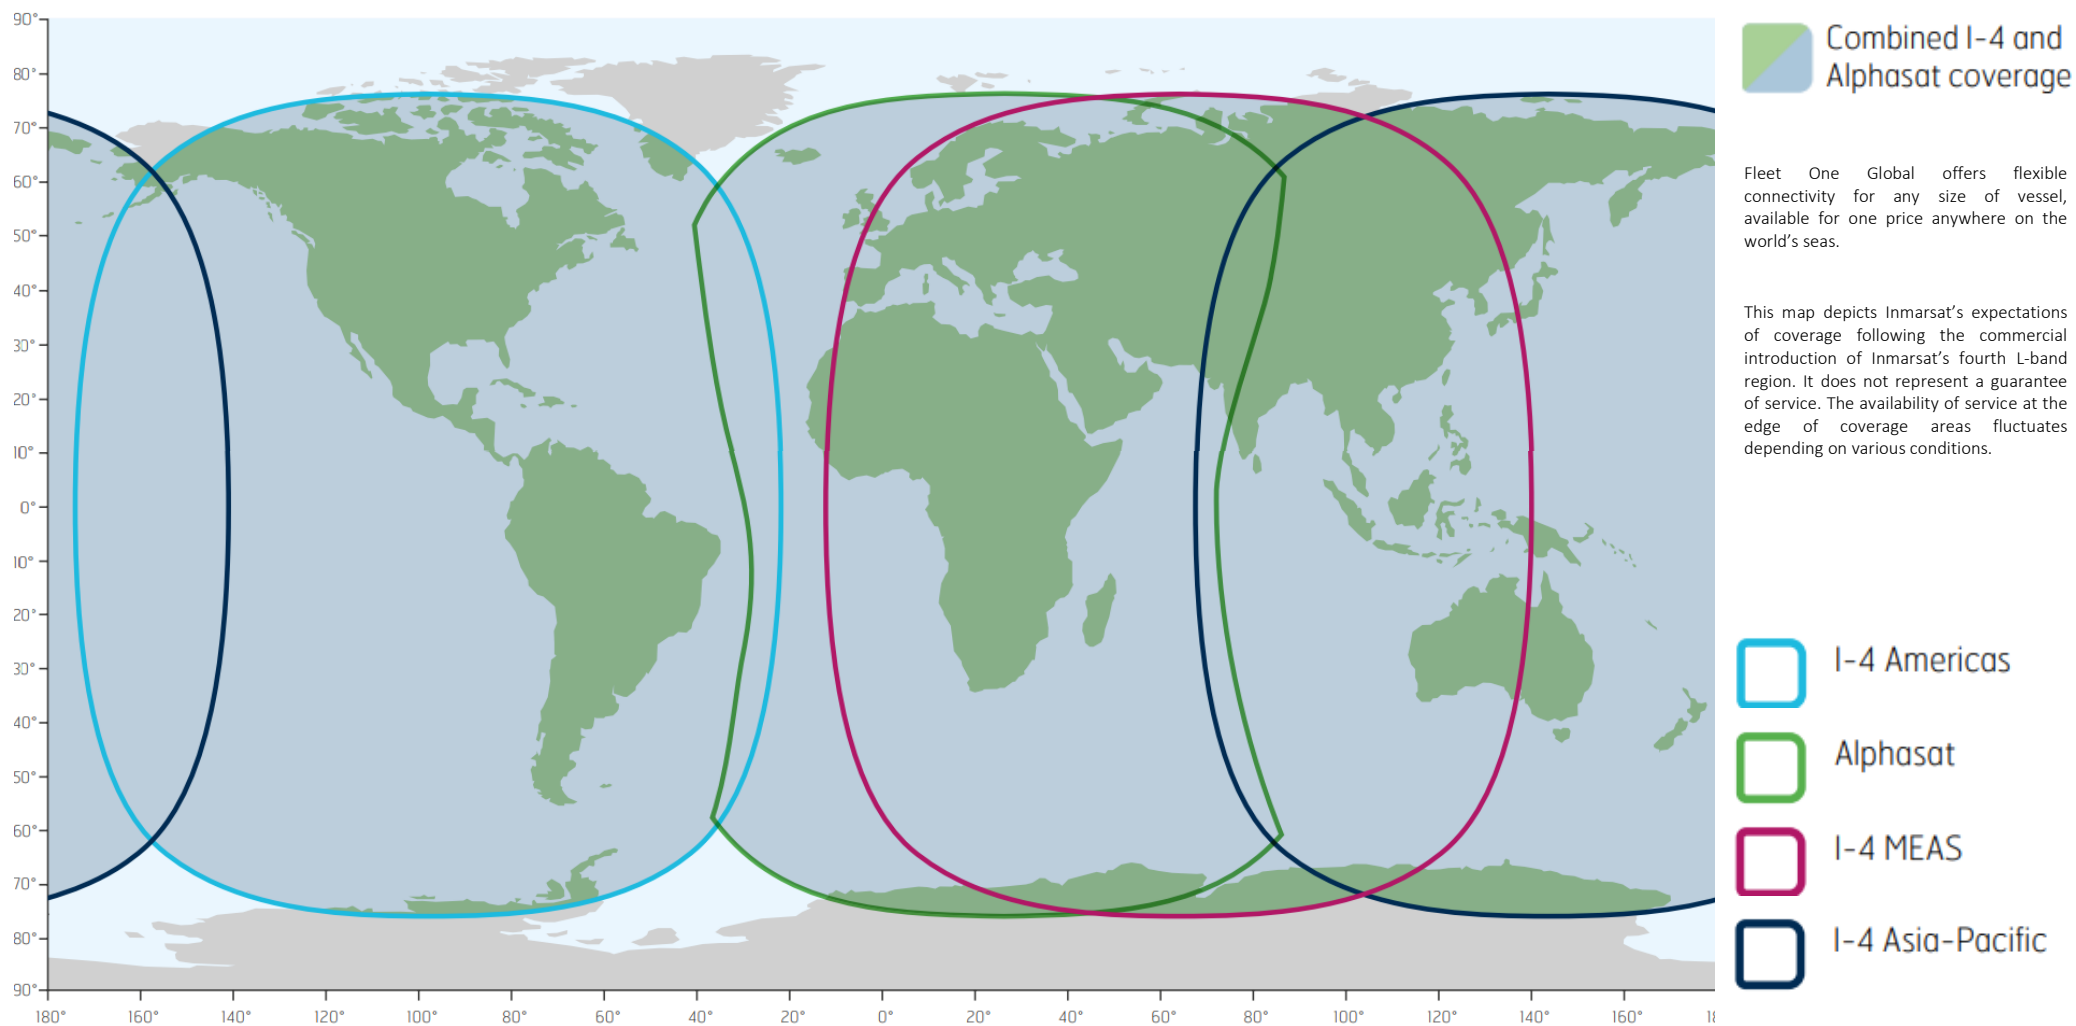 90°
80°
70°
60°
50°
40°
30°
20°
10°
0°
10°
20°
30°
40°
50°
60°
70°
80°
90°
180° 160° 140° 120° 100° 80° 60° 40° 20° 0° 20° 40° 60° 80° 100° 120° 140° 160°
Combined I-4 and
Alphasat coverage
Fleet One Global offers flexible
connectivity for any size of vessel,
available for one price anywhere on the
world's seas.
This map depicts Inmarsat's expectations
of coverage following the commercial
introduction of Inmarsat's fourth L-band
region. It does not represent a guarantee
of service. The availability of service at the
edge of coverage areas fluctuates
depending on various conditions.
I-4 Americas
Alphasat
I-4 MEAS
I-4 Asia-Pacific